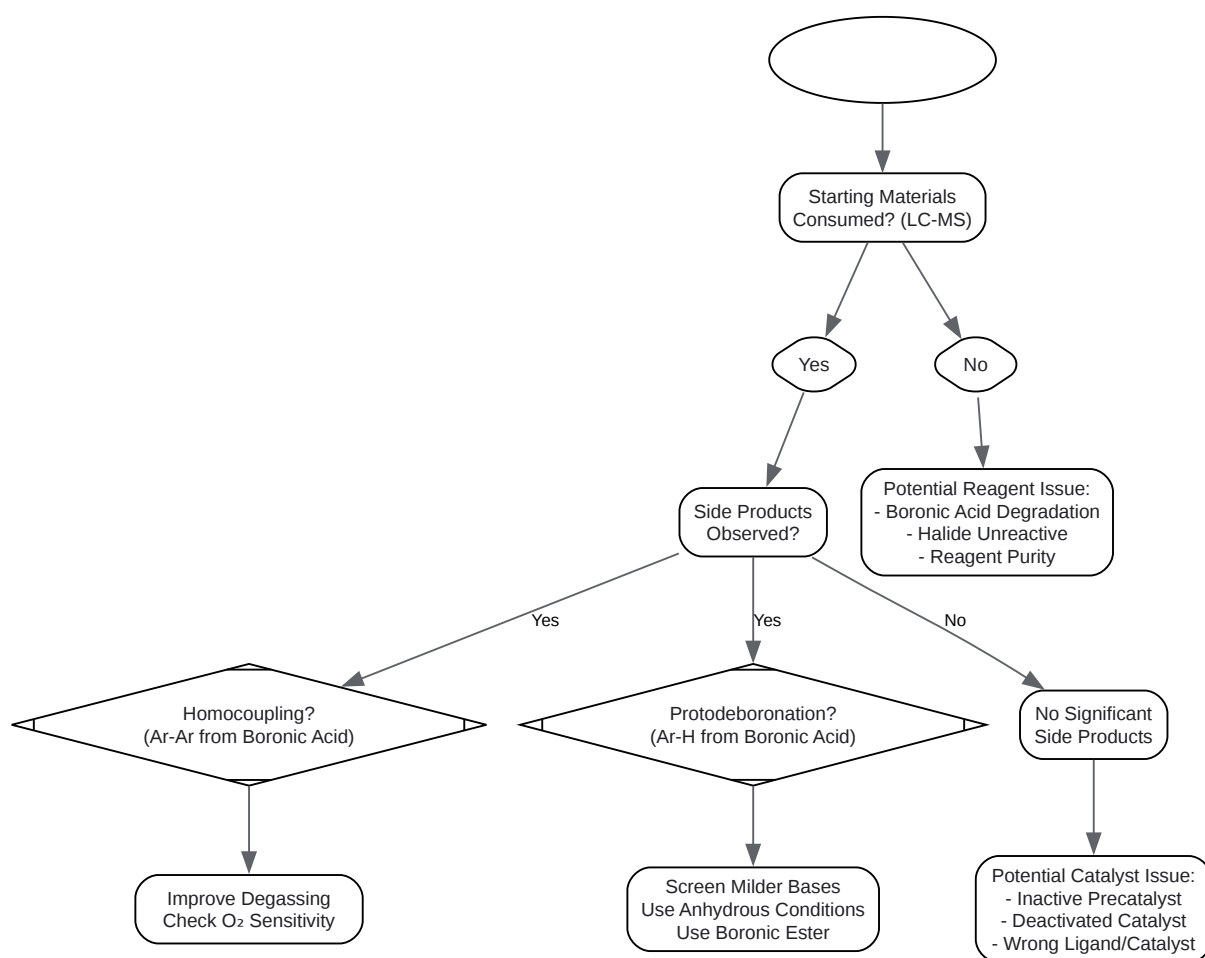 Starting Materials
Consumed? (LC-MS)
Yes
No
Side Products
Observed?
Potential Reagent Issue:
- Boronic Acid Degradation
- Halide Unreactive
- Reagent Purity
Yes
Yes
No
Homocoupling?
(Ar-Ar from Boronic Acid)
Protodeboronation?
(Ar-H from Boronic Acid)
No Significant
Side Products
Improve Degassing
Check O₂ Sensitivity
Screen Milder Bases
Use Anhydrous Conditions
Use Boronic Ester
Potential Catalyst Issue:
- Inactive Precatalyst
- Deactivated Catalyst
- Wrong Ligand/Catalyst